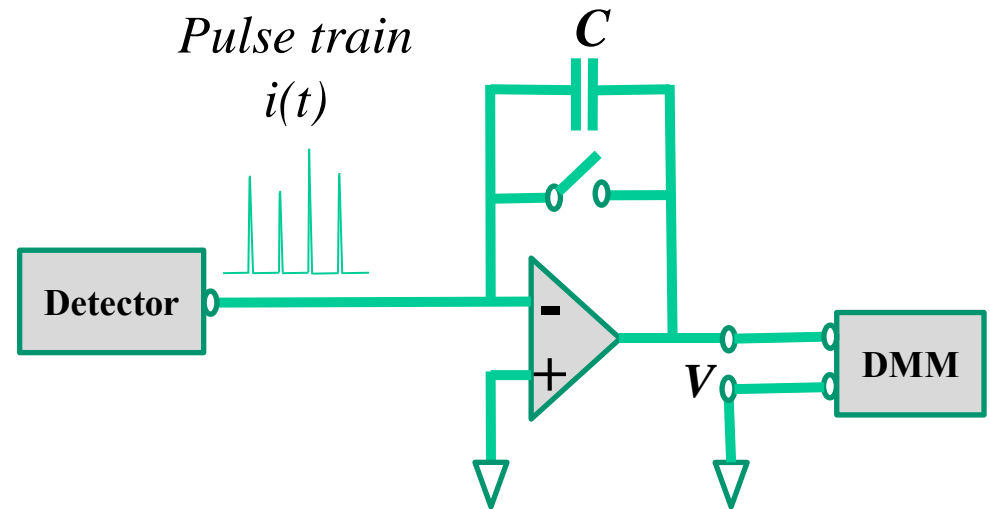 Pulse train
i(t)
C
Detector
-
+
V
DMM